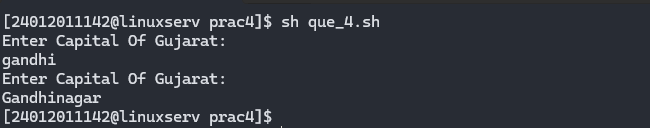 [24012011142@linuxserv prac4]$ sh que_4.sh
Enter Capital Of Gujarat:
gandhi
Enter Capital Of Gujarat:
Gandhinagar
[24012011142@linuxserv prac4]$